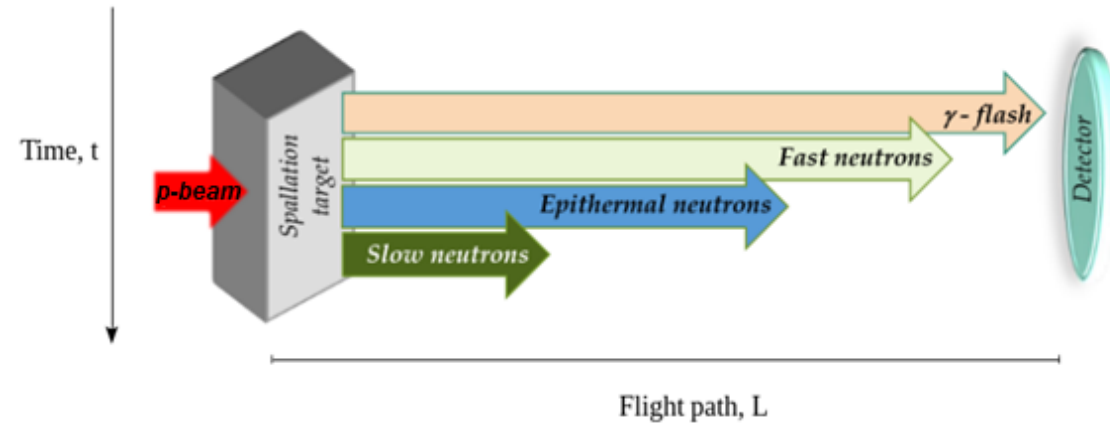 Time, t
p-beam
Spallation
target
γ - flash
Fast neutrons
Epithermal neutrons
Slow neutrons
Detector
Flight path, L